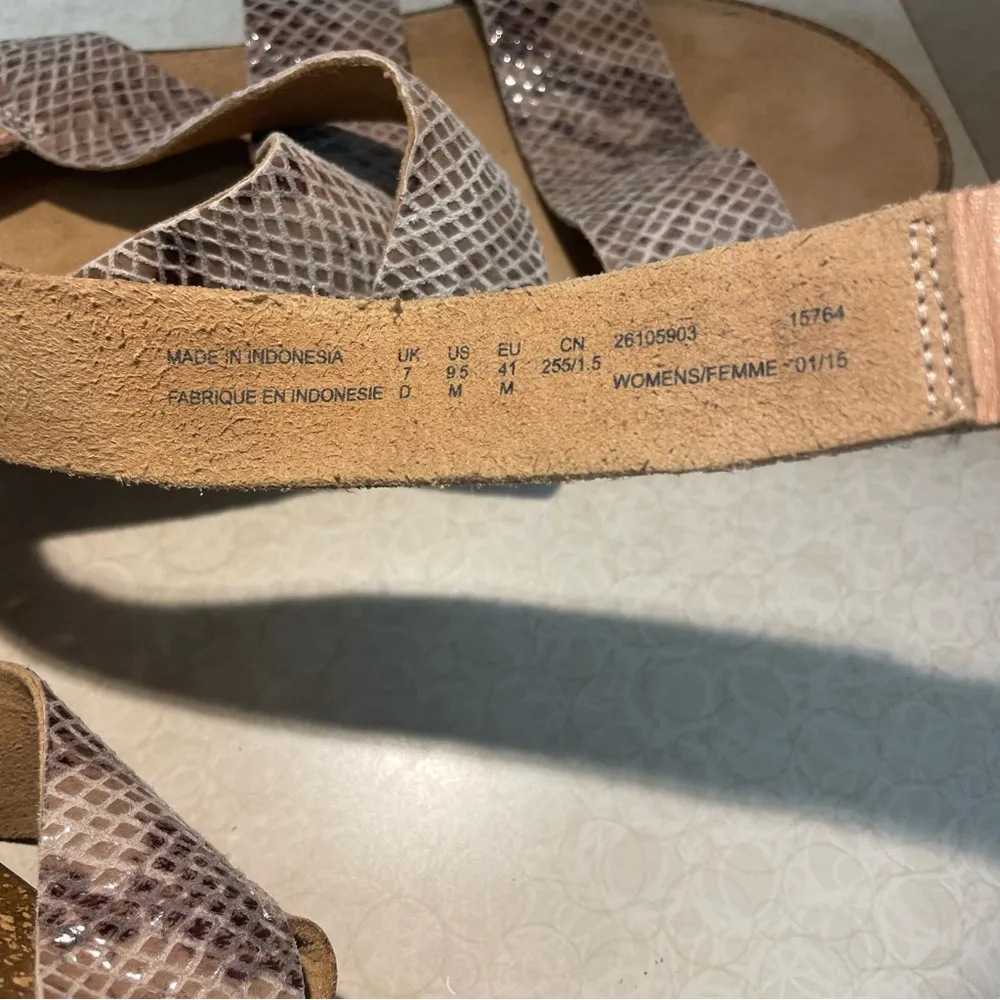 MADE IN INDONESIA
FABRIQUE EN INDONESIE
UK US EU CN
7 9.5 41 255/1.5
D M M
26105903 15764
WOMENS/FEMME 01/15